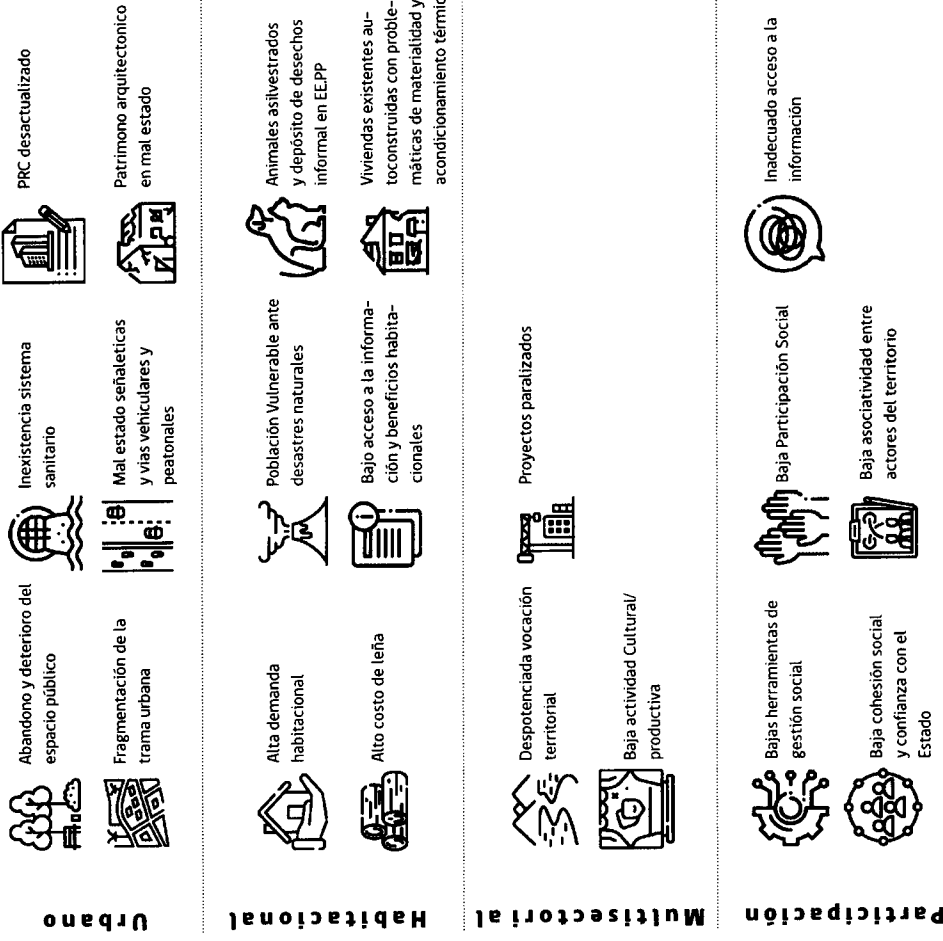 Urbano
Abandono y deterioro del
espacio público
Inexistencia sistema
sanitario
PRC desactualizado
Fragmentación de la
trama urbana
Mal estado señaleticas
y vias vehiculares y
peatonales
Patrimono arquitectonico
en mal estado
Habitacional
Alta demanda
habitacional
Población Vulnerable ante
desastres naturales
Animales asilvestrados
y depósito de desechos
informal en EE.PP
Alto costo de leña
Bajo acceso a la informa-
ción y beneficios habita-
cionales
Viviendas existentes au-
toconstruidas con proble-
máticas de materialidad y
acondicionamiento térmic
Multisectorial
Despotenciada vocación
territorial
Proyectos paralizados
Baja actividad Cultural/
productiva
Participación
Bajas herramientas de
gestión social
Baja Participación Social
Inadecuado acceso a la
información
Baja cohesión social
y confianza con el
Estado
Baja asociatividad entre
actores del territorio